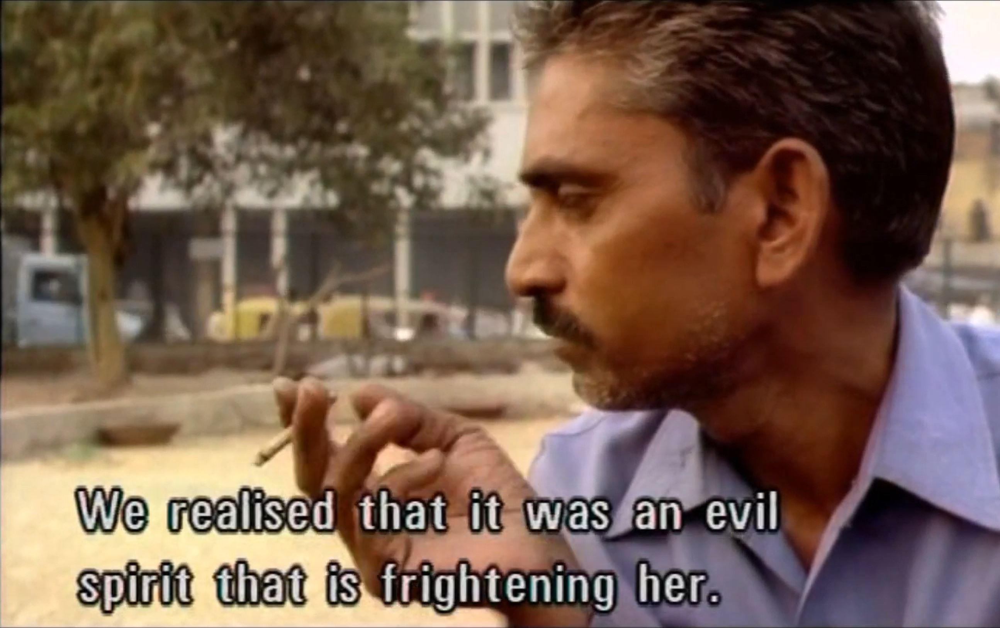 We realised that it was an evil
spirit that is frightening her.